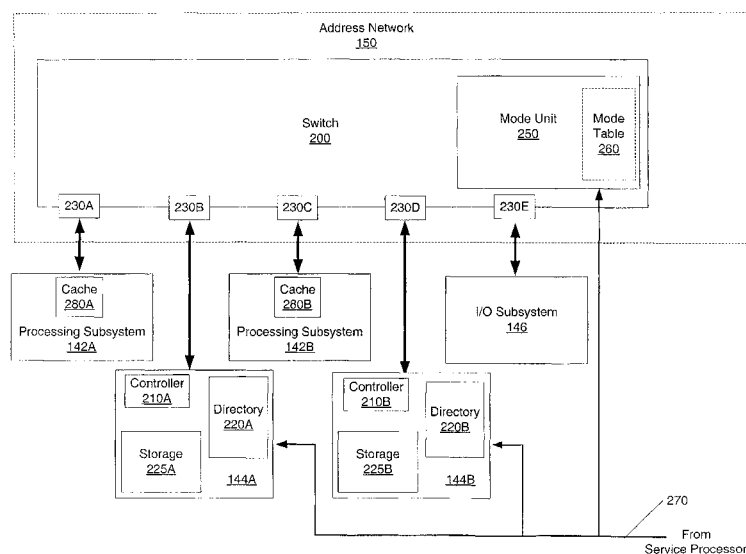 Address Network
150
Switch
200
Mode Unit
250
Mode
Table
260
230A
230B
230C
230D
230E
Cache
280A
Processing Subsystem
142A
Cache
280B
Processing Subsystem
142B
I/O Subsystem
146
Controller
210A
Directory
220A
Storage
225A
144A
Controller
210B
Directory
220B
Storage
225B
144B
270
From
Service Processor